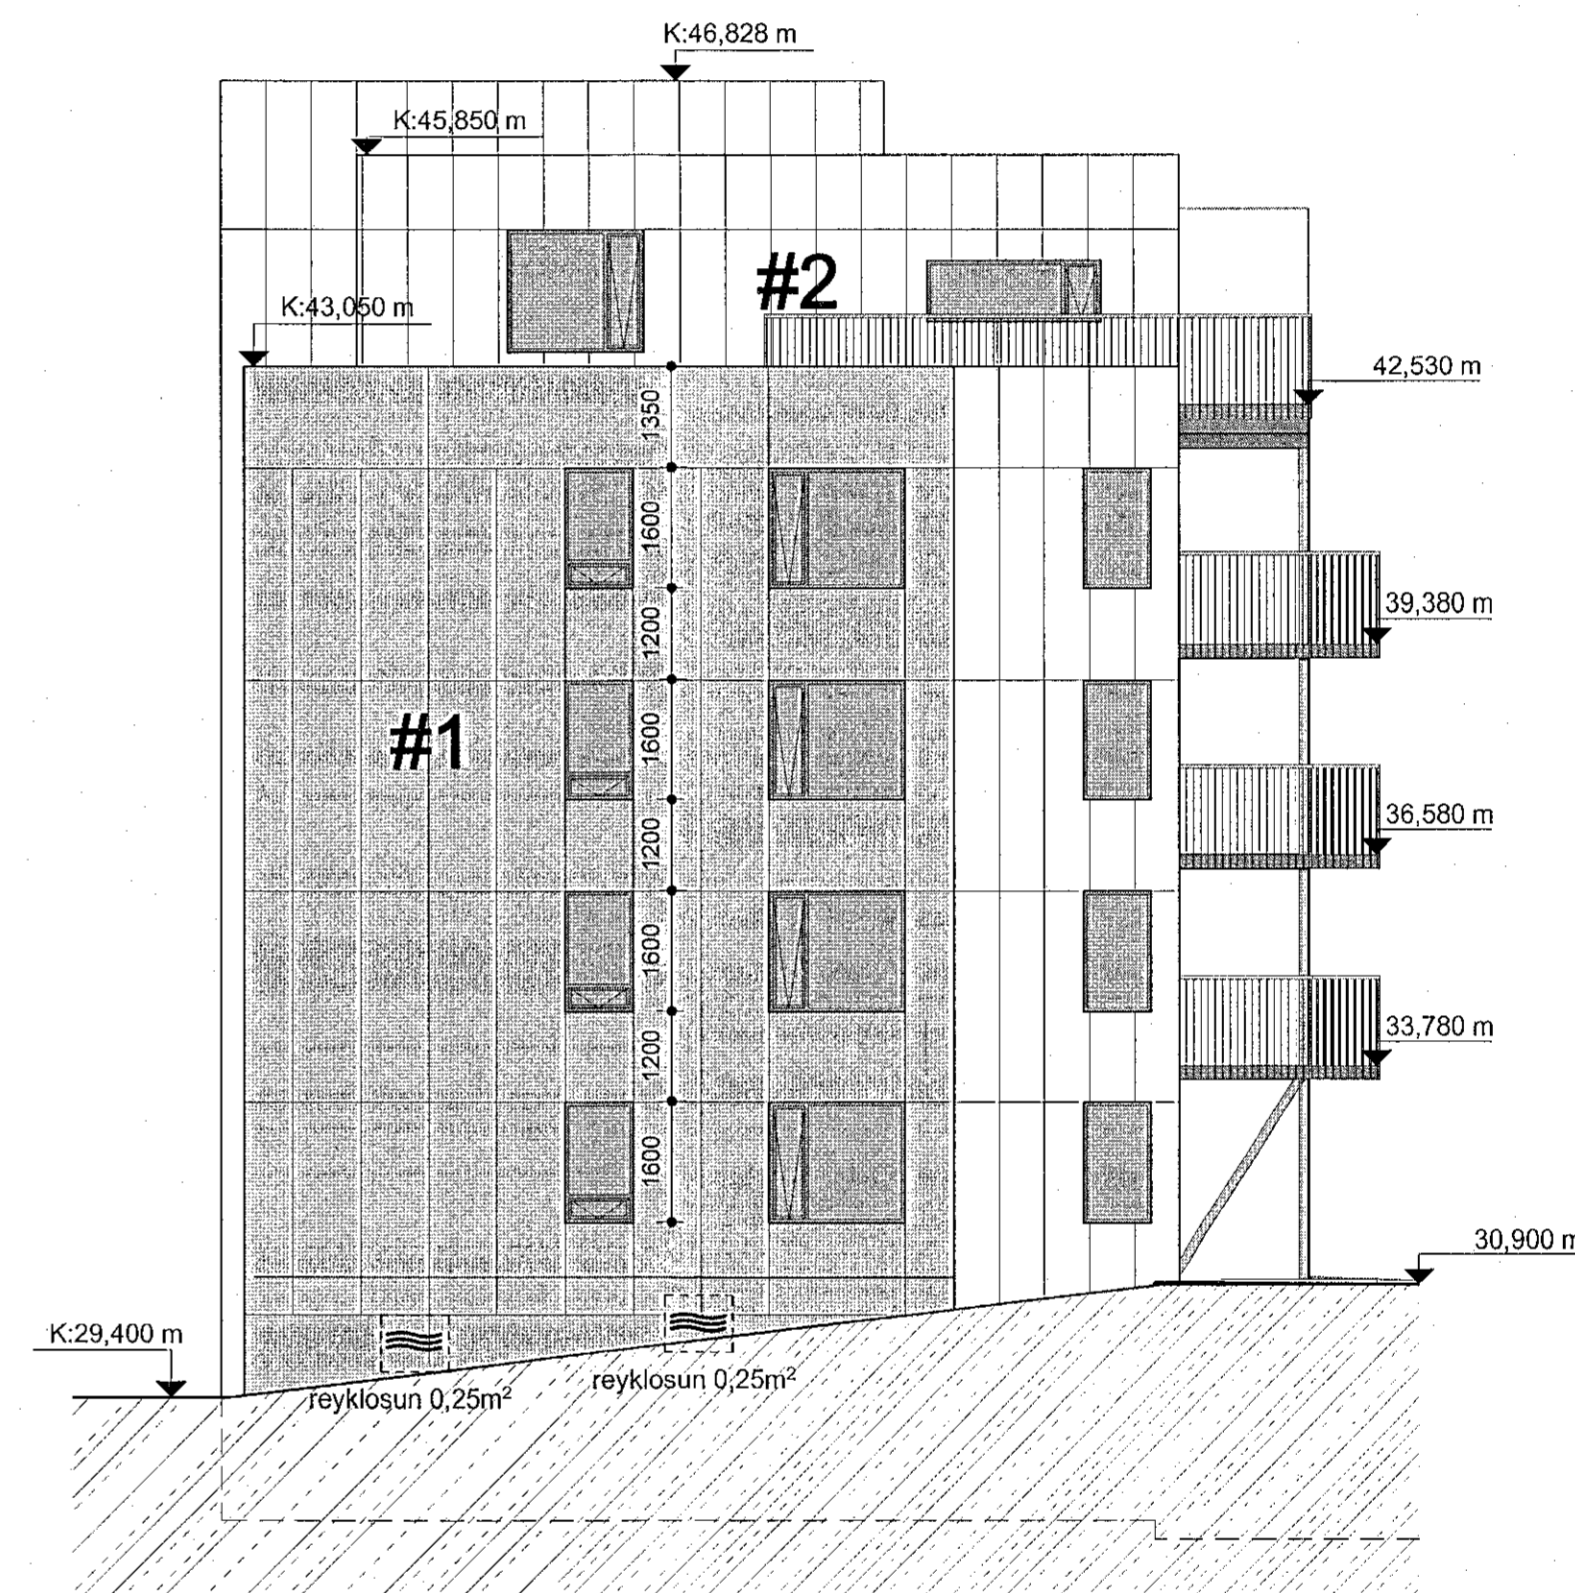 K:46,828 m
K:45,850 m
#2
K:43,050 m
42,530 m
1350
1600
39,380 m
1200
#1
1600
36,580 m
1200
1600
33,780 m
1200
1600
30,900 m
K:29,400 m
reyklosun 0,25m²
reyklosun 0,25m²